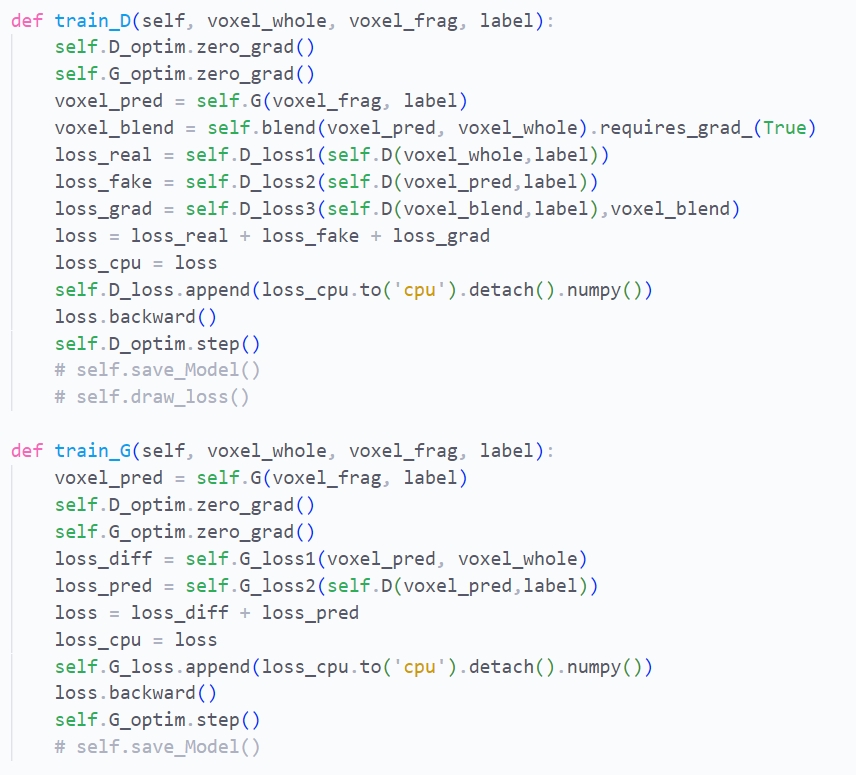 def train_D(self, voxel_whole, voxel_frag, label):
    self.D_optim.zero_grad()
    self.G_optim.zero_grad()
    voxel_pred = self.G(voxel_frag, label)
    voxel_blend = self.blend(voxel_pred, voxel_whole).requires_grad_(True)
    loss_real = self.D_loss1(self.D(voxel_whole,label))
    loss_fake = self.D_loss2(self.D(voxel_pred,label))
    loss_grad = self.D_loss3(self.D(voxel_blend,label),voxel_blend)
    loss = loss_real + loss_fake + loss_grad
    loss_cpu = loss
    self.D_loss.append(loss_cpu.to('cpu').detach().numpy())
    loss.backward()
    self.D_optim.step()
    # self.save_Model()
    # self.draw_loss()

def train_G(self, voxel_whole, voxel_frag, label):
    voxel_pred = self.G(voxel_frag, label)
    self.D_optim.zero_grad()
    self.G_optim.zero_grad()
    loss_diff = self.G_loss1(voxel_pred, voxel_whole)
    loss_pred = self.G_loss2(self.D(voxel_pred,label))
    loss = loss_diff + loss_pred
    loss_cpu = loss
    self.G_loss.append(loss_cpu.to('cpu').detach().numpy())
    loss.backward()
    self.G_optim.step()
    # self.save_Model()